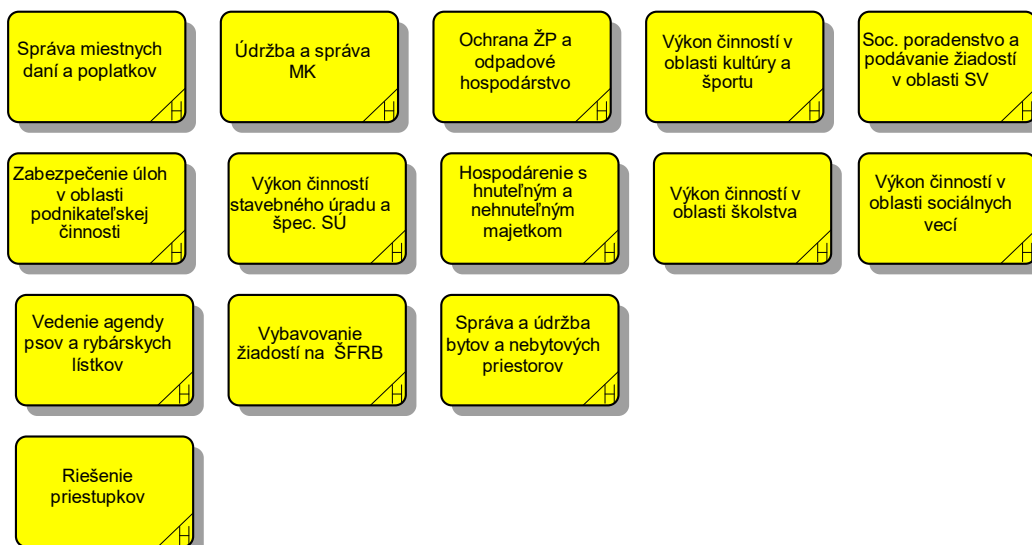 Správa miestnych
daní a poplatkov
H
Údržba a správa
MK
H
Ochrana ŽP a
odpadové
hospodárstvo
H
Výkon činností v
oblasti kultúry a
športu
H
Soc. poradenstvo a
podávanie žiadostí
v oblasti SV
H
Zabezpečenie úloh
v oblasti
podnikateľskej
činnosti
H
Výkon činností
stavebného úradu a
špec. SÚ
H
Hospodárenie s
hnuteľným a
nehnuteľným
majetkom
H
Výkon činností v
oblasti školstva
H
Výkon činností v
oblasti sociálnych
vecí
H
Vedenie agendy
psov a rybárskych
lístkov
H
Vybavovanie
žiadostí na ŠFRB
H
Správa a údržba
bytov a nebytových
priestorov
H
Riešenie
priestupkov
H